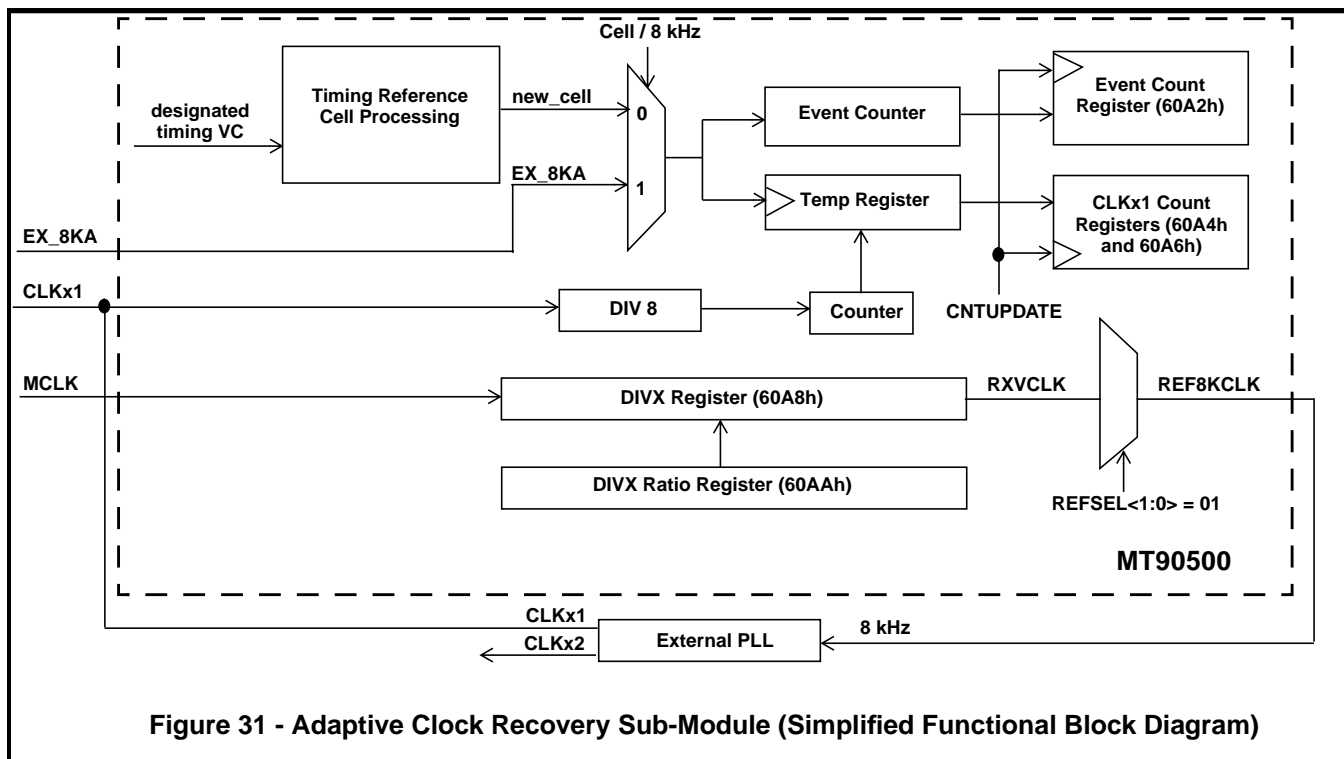 Cell / 8 kHz
designated
timing VC
Timing Reference
Cell Processing
new_cell
0
EX_8KA
1
Event Counter
Event Count
Register (60A2h)
Temp Register
CLKx1 Count
Registers (60A4h
and 60A6h)
EX_8KA
CLKx1
DIV 8
Counter
CNTUPDATE
MCLK
DIVX Register (60A8h)
RXVCLK
REF8KCLK
DIVX Ratio Register (60AAh)
REFSEL<1:0> = 01
MT90500
CLKx1
CLKx2
External PLL
8 kHz
Figure 31 - Adaptive Clock Recovery Sub-Module (Simplified Functional Block Diagram)